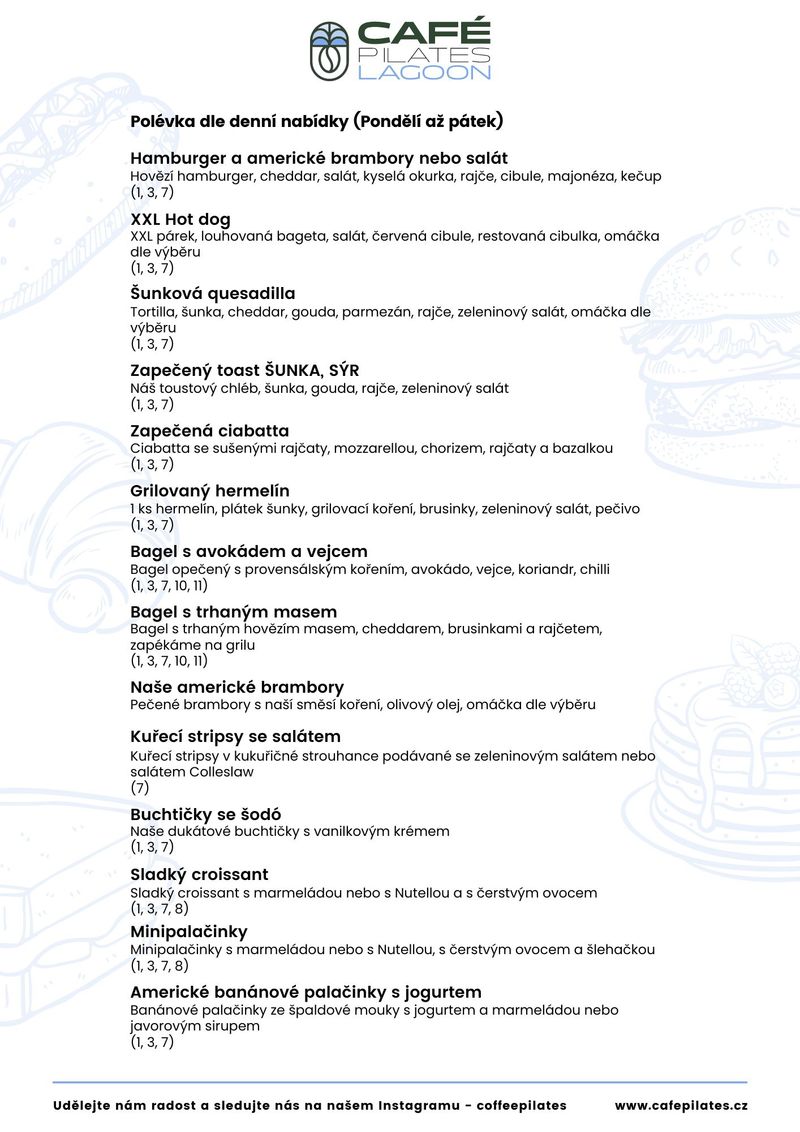 CAFÉ
PILATES
LAGOON
Polévka dle denní nabídky (Pondělí až pátek)
Hamburger a americké brambory nebo salát
Hovězí hamburger, cheddar, salát, kyselá okurka, rajče, cibule, majonéza, kečup
(1, 3, 7)
XXL Hot dog
XXL párek, louhovaná bageta, salát, červená cibule, restovaná cibulka, omáčka
dle výběru
(1, 3, 7)
Šunková quesadilla
Tortilla, šunka, cheddar, gouda, parmezán, rajče, zeleninový salát, omáčka dle
výběru
(1, 3, 7)
Zapečený toast ŠUNKA, SÝR
Náš toustový chléb, šunka, gouda, rajče, zeleninový salát
(1, 3, 7)
Zapečená ciabatta
Ciabatta se sušenými rajčaty, mozzarellou, chorizem, rajčaty a bazalkou
(1, 3, 7)
Grilovaný hermelín
1 ks hermelín, plátek šunky, grilovací koření, brusinky, zeleninový salát, pečivo
(1, 3, 7)
Bagel s avokádem a vejcem
Bagel opečený s provensálským kořením, avokádo, vejce, koriandr, chilli
(1, 3, 7, 10, 11)
Bagel s trhaným masem
Bagel s trhaným hovězím masem, cheddarem, brusinkami a rajčetem,
zapékáme na grilu
(1, 3, 7, 10, 11)
Naše americké brambory
Pečené brambory s naší směsí koření, olivový olej, omáčka dle výběru
Kuřecí stripsy se salátem
Kuřecí stripsy v kukuřičné strouhance podávané se zeleninovým salátem nebo
salátem Colleslaw
(7)
Buchtičky se šodó
Naše dukátové buchtičky s vanilkovým krémem
(1, 3, 7)
Sladký croissant
Sladký croissant s marmeládou nebo s Nutellou a s čerstvým ovocem
(1, 3, 7, 8)
Minipalačinky
Minipalačinky s marmeládou nebo s Nutellou, s čerstvým ovocem a šlehačkou
(1, 3, 7, 8)
Americké banánové palačinky s jogurtem
Banánové palačinky ze špaldové mouky s jogurtem a marmeládou nebo
javorovým sirupem
(1, 3, 7)
Udělejte nám radost a sledujte nás na našem Instagramu - coffeepilates www.cafepilates.cz